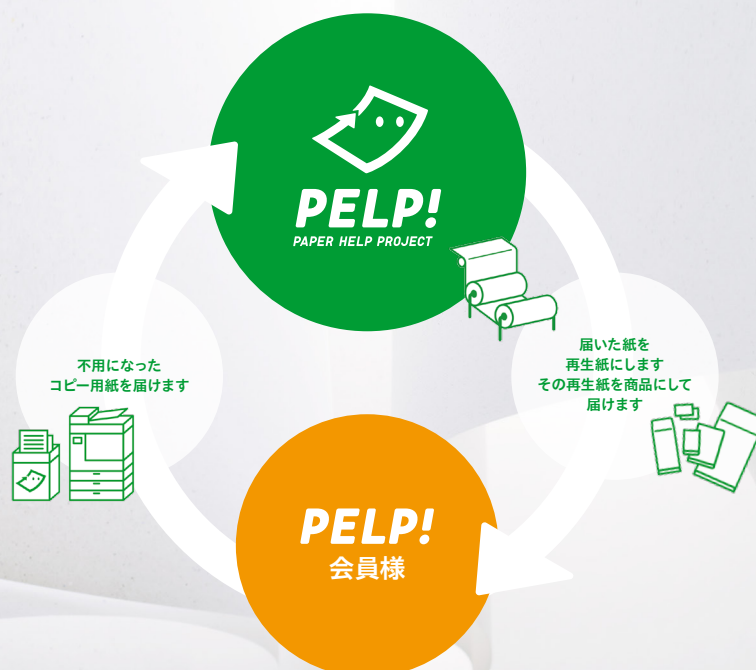 PELP!
PAPER HELP PROJECT
不用になった
コピー用紙を届けます
届いた紙を
再生紙にします
その再生紙を商品にして
届けます
PELP!
会員様